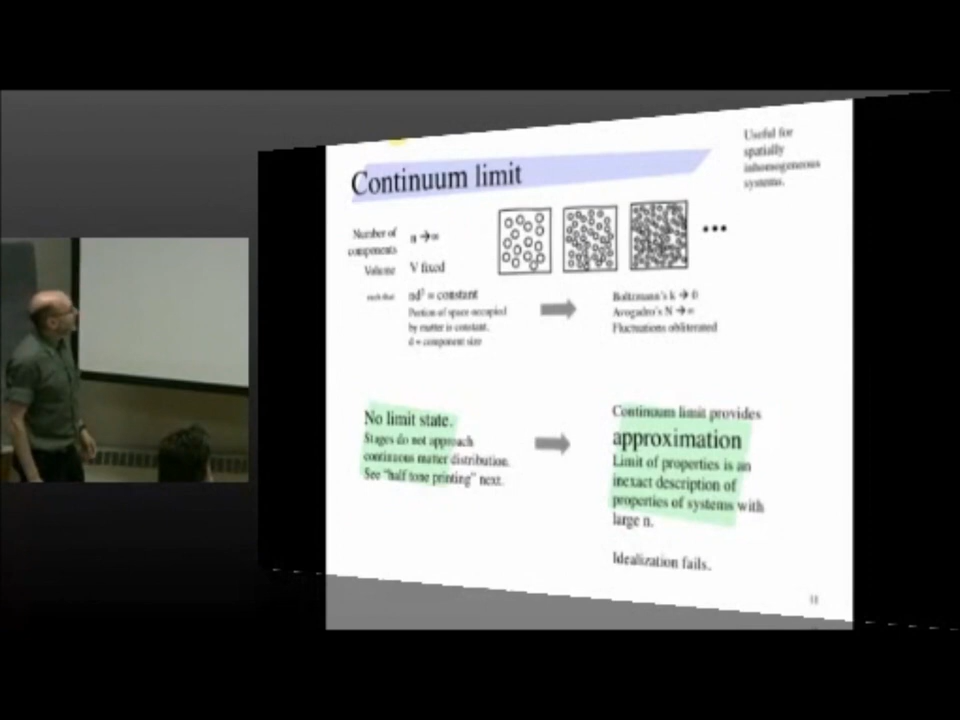 Continuum limit
Useful for
spatially
inhomogeneous
systems.
Number of
components
n → ∞
Volume
V fixed
such that
nd³ = constant
Portion of space occupied
by matter is constant.
d = component size
Boltzmann's k → 0
Avogadro's N → ∞
Fluctuations obliterated
No limit state.
Stages do not approach
continuous matter distribution.
See "half tone printing" next.
Continuum limit provides
approximation
Limit of properties is an
inexact description of
properties of systems with
large n.
Idealization fails.
11